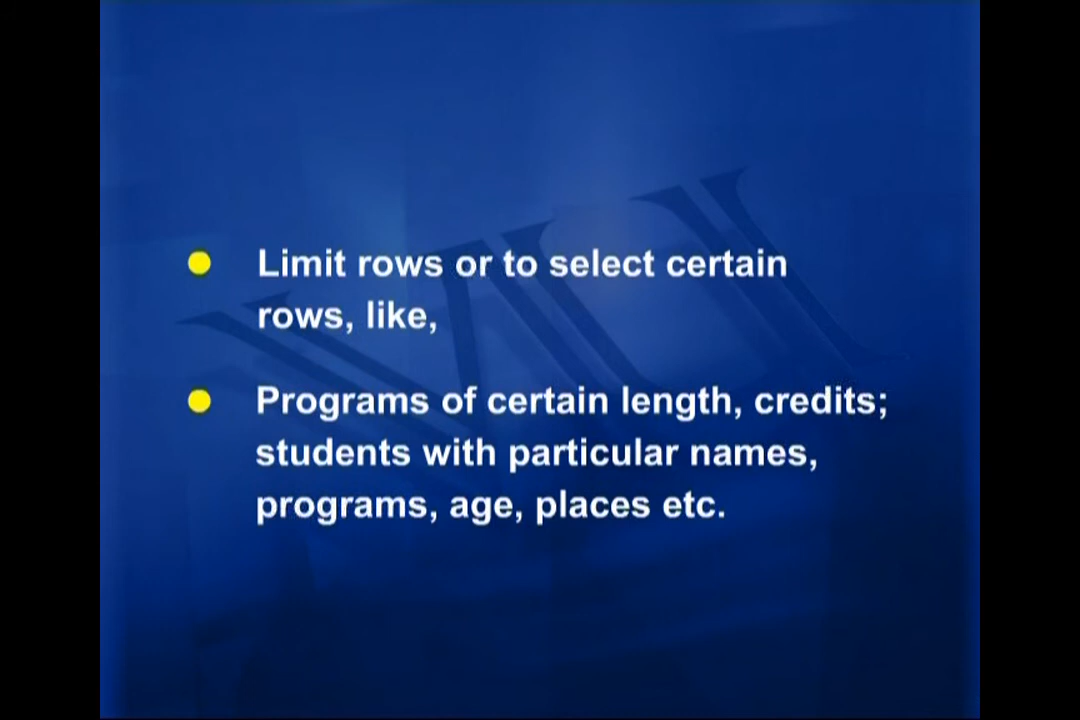 VU
Limit rows or to select certain
rows, like,
Programs of certain length, credits;
students with particular names,
programs, age, places etc.